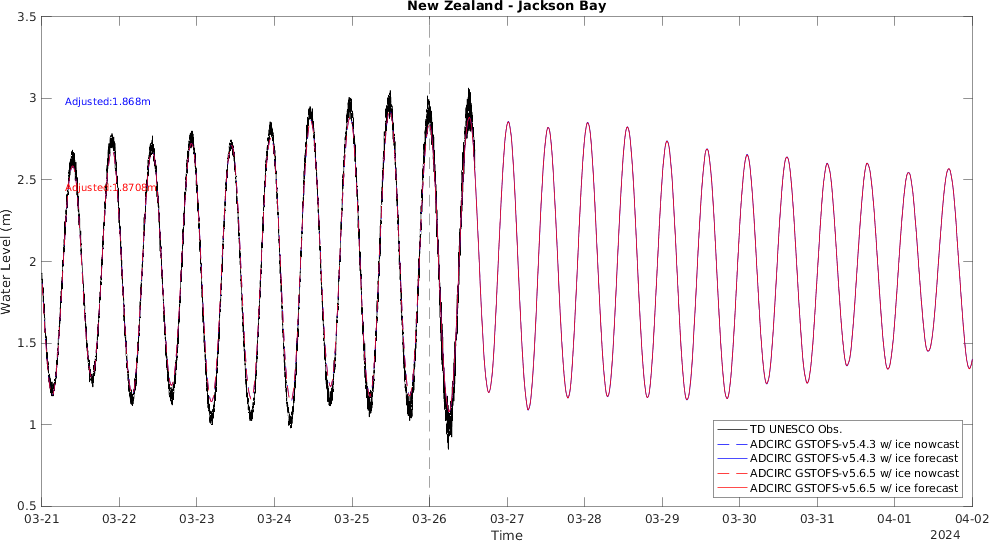 New Zealand - Jackson Bay
3.5
3
2.5
2
1.5
1
0.5
Water Level (m)
Adjusted:1.868m
Adjusted:1.8708m
TD UNESCO Obs.
ADCIRC GSTOFS-v5.4.3 w/ ice nowcast
ADCIRC GSTOFS-v5.4.3 w/ ice forecast
ADCIRC GSTOFS-v5.6.5 w/ ice nowcast
ADCIRC GSTOFS-v5.6.5 w/ ice forecast
03-21 03-22 03-23 03-24 03-25 03-26 03-27 03-28 03-29 03-30 03-31 04-01 04-02
Time
2024